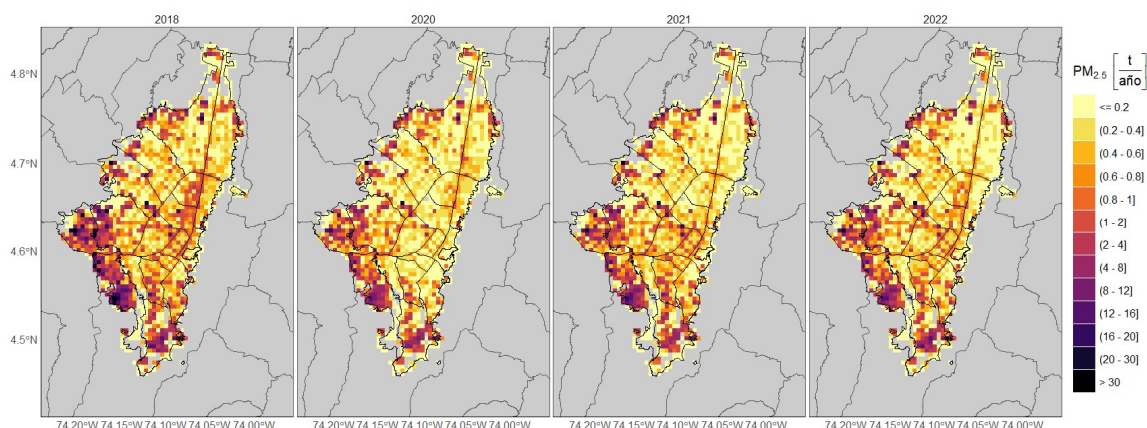 2018
2020
2021
2022
4.8°N
4.7°N
4.6°N
4.5°N
74.20°W 74.15°W 74.10°W 74.05°W 74.00°W
74.20°W 74.15°W 74.10°W 74.05°W 74.00°W
74.20°W 74.15°W 74.10°W 74.05°W 74.00°W
74.20°W 74.15°W 74.10°W 74.05°W 74.00°W
PM2.5 [t/año]
<= 0.2
(0.2 - 0.4]
(0.4 - 0.6]
(0.6 - 0.8]
(0.8 - 1]
(1 - 2]
(2 - 4]
(4 - 8]
(8 - 12]
(12 - 16]
(16 - 20]
(20 - 30]
> 30